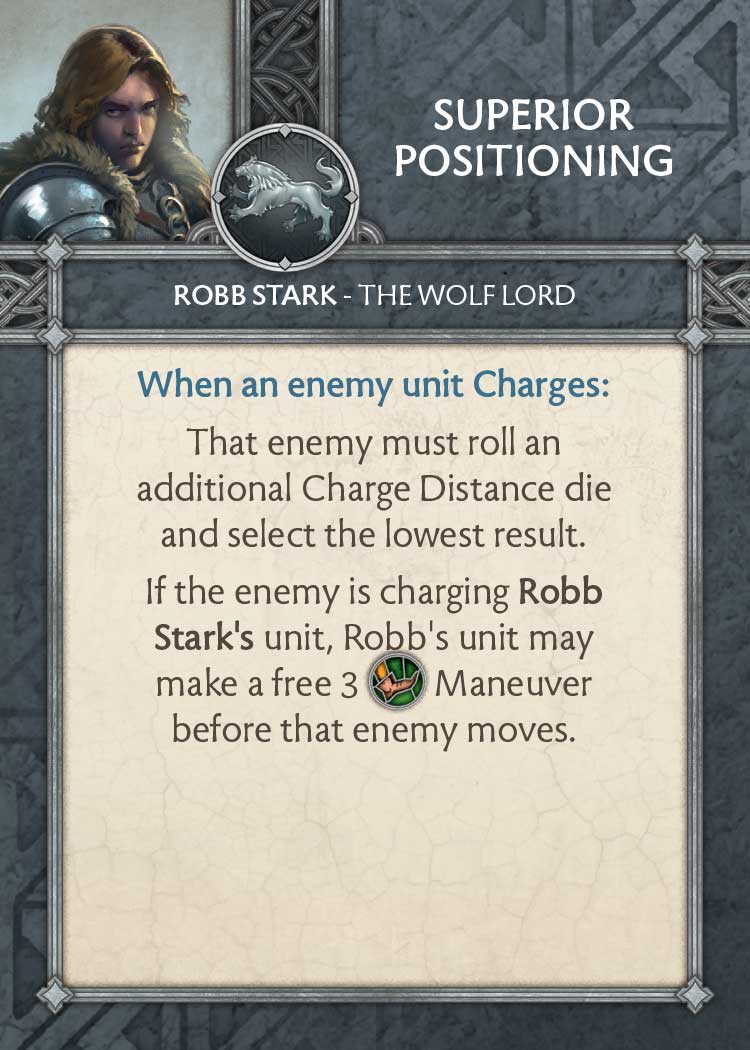 SUPERIOR
POSITIONING
ROBB STARK - THE WOLF LORD
When an enemy unit Charges:
That enemy must roll an
additional Charge Distance die
and select the lowest result.
If the enemy is charging Robb
Stark's unit, Robb's unit may
make a free 3 Maneuver
before that enemy moves.